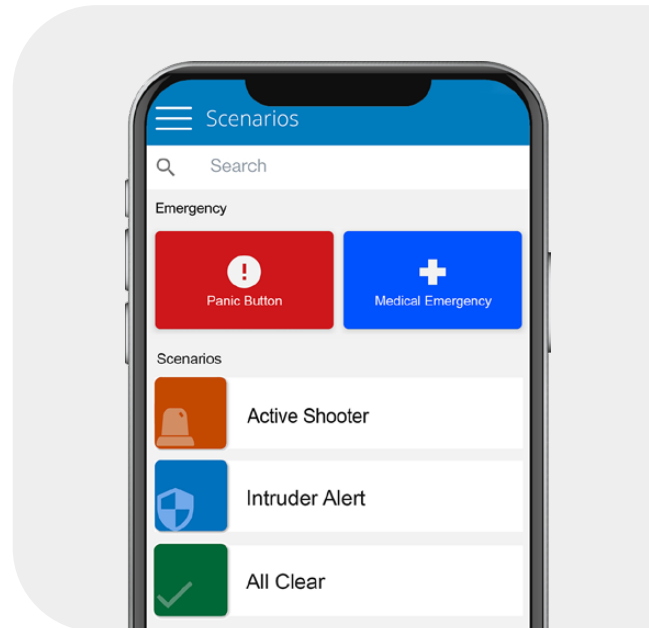 Scenarios
Search
Emergency
Panic Button
Medical Emergency
Scenarios
Active Shooter
Intruder Alert
All Clear